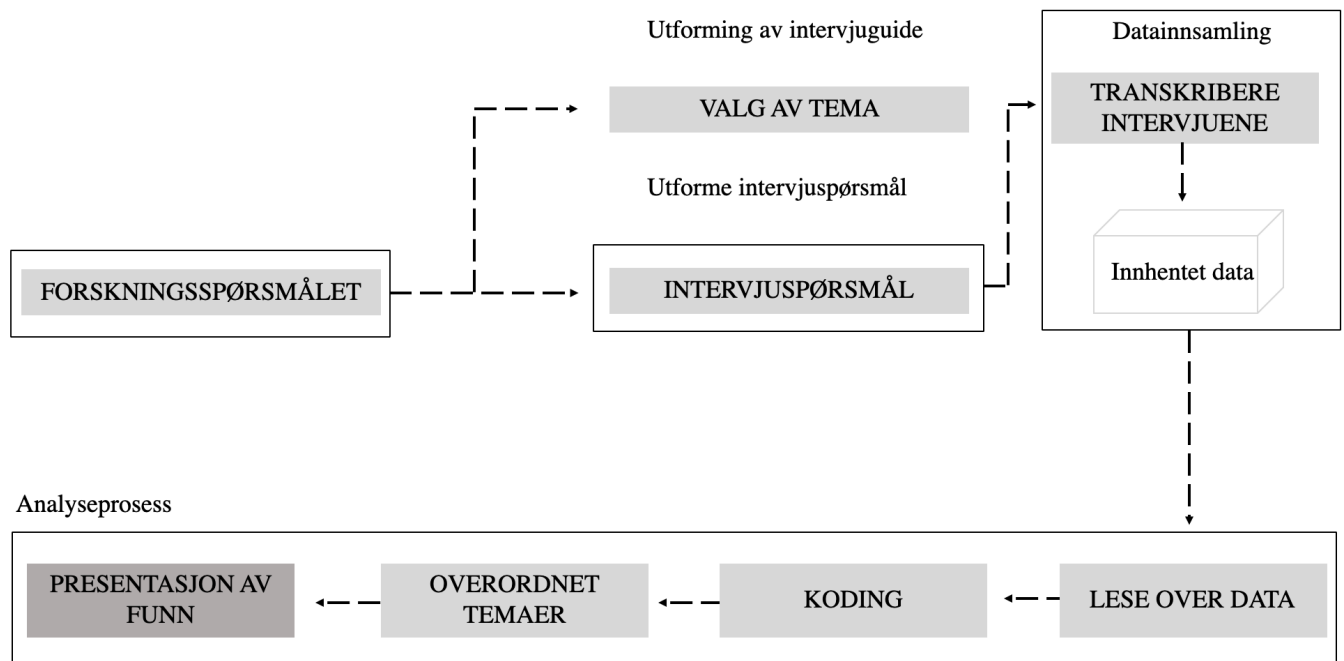 Utforming av intervjuguide
VALG AV TEMA
Utforme intervjuspørsmål
FORSKNINGSSPØRSMÅLET
INTERVJUSPØRSMÅL
Datainnsamling
TRANSKRIBERE
INTERVJUENE
Innhentet data
Analyseprosess
PRESENTASJON AV
FUNN
OVERORDNET
TEMAER
KODING
LESE OVER DATA